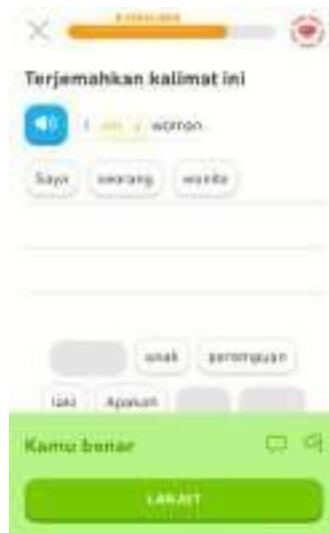 Terjemahkan kalimat ini
I am a woman
Saya seorang wanita
anak perempuan
laki Apakah
Kamu benar
LANJUT